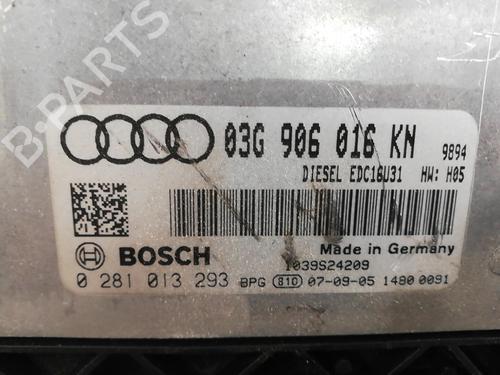 B-PARTS
03G 906 016 KN 9894
DIESEL EDC16U31 HW: H05
BOSCH
Made in Germany
1039S24209
0 281 013 293 BPG 810 07-09-05 1480 0091